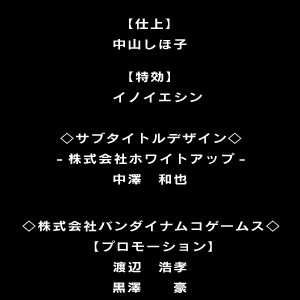 【仕上】
中山しほ子
【特効】
イノイエシン
◇サブタイトルデザイン◇
－株式会社ホワイトアップ－
中澤　和也
◇株式会社バンダイナムコゲームス◇
【プロモーション】
渡辺　浩孝
黒澤　　豪